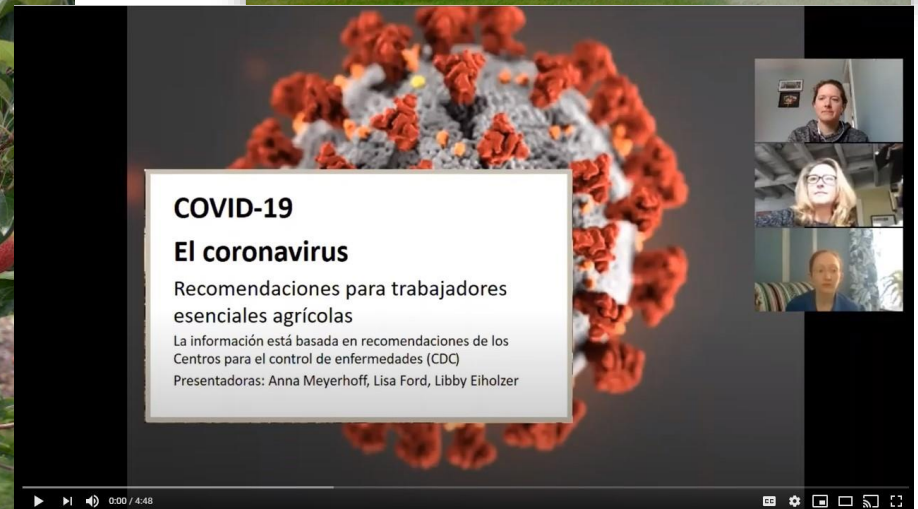 COVID-19
El coronavirus
Recomendaciones para trabajadores
esenciales agrícolas
La información está basada en recomendaciones de los
Centros para el control de enfermedades (CDC)
Presentadoras: Anna Meyerhoff, Lisa Ford, Libby Eiholzer
0:00 / 4:48
CC